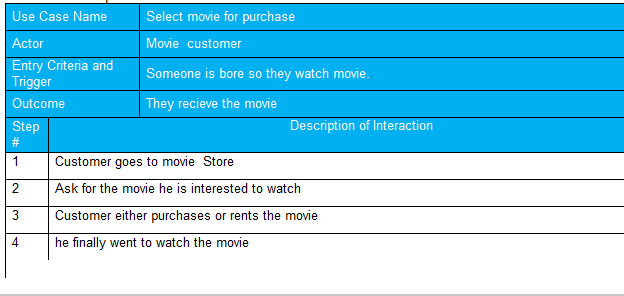 Use Case Name Select movie for purchase
Actor Movie customer
Entry Criteria and
Trigger Someone is bore so they watch movie.
Outcome They recieve the movie
Step
# Description of Interaction
1 Customer goes to movie Store
2 Ask for the movie he is interested to watch
3 Customer either purchases or rents the movie
4 he finally went to watch the movie